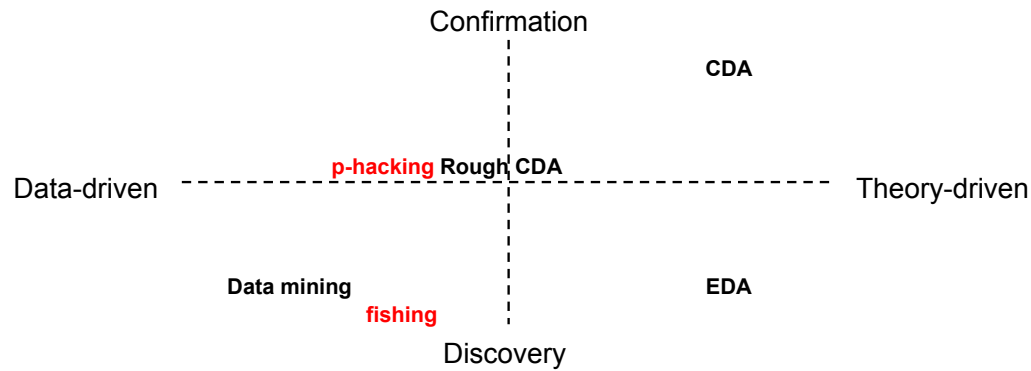 Confirmation
CDA
p-hacking Rough CDA
Data-driven
Theory-driven
Data mining
EDA
fishing
Discovery